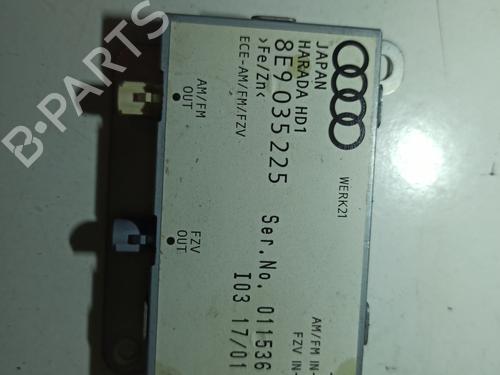 JAPAN
HARADA HD1
8E9 035 225
>Fe/Zn<
ECE-AM/FM/FZV
AM/FM
OUT
WERK21
FZV
OUT
Ser.No. 011536
I03 17/01
AM/FM IN
FZV IN
B-PARTS